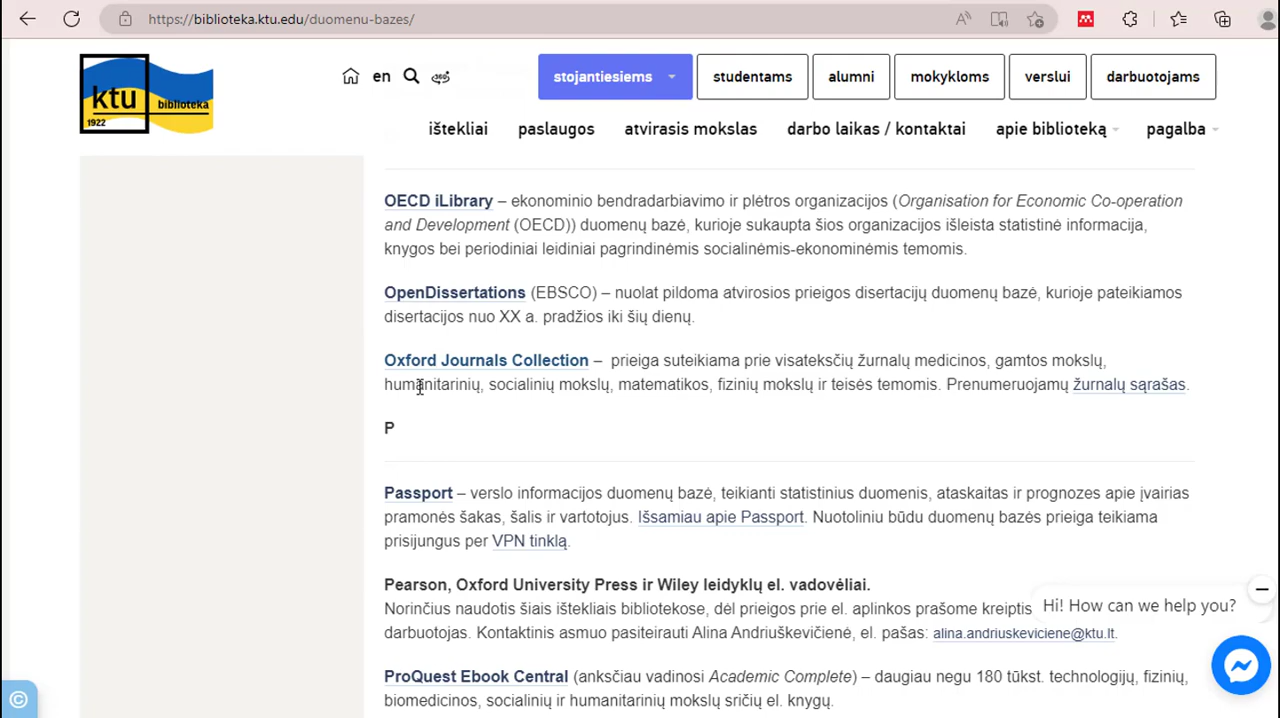 https://biblioteka.ktu.edu/duomenu-bazes/
ktu biblioteka
1922
en
stojantiesiems
studentams
alumni
mokykloms
verslui
darbuotojams
ištekliai
paslaugos
atvirasis mokslas
darbo laikas / kontaktai
apie biblioteką
pagalba
OECD iLibrary – ekonominio bendradarbiavimo ir plėtros organizacijos (Organisation for Economic Co-operation
and Development (OECD)) duomenų bazė, kurioje sukaupta šios organizacijos išleista statistinė informacija,
knygos bei periodiniai leidiniai pagrindinėmis socialinėmis-ekonominėmis temomis.
OpenDissertations (EBSCO) – nuolat pildoma atvirosios prieigos disertacijų duomenų bazė, kurioje pateikiamos
disertacijos nuo XX a. pradžios iki šių dienų.
Oxford Journals Collection – prieiga suteikiama prie visateksčių žurnalų medicinos, gamtos mokslų,
humanitarinių, socialinių mokslų, matematikos, fizinių mokslų ir teisės temomis. Prenumeruojamų žurnalų sąrašas.
P
Passport – verslo informacijos duomenų bazė, teikianti statistinius duomenis, ataskaitas ir prognozes apie įvairias
pramonės šakas, šalis ir vartotojus. Išsamiau apie Passport. Nuotoliniu būdu duomenų bazės prieiga teikiama
prisijungus per VPN tinklą.
Pearson, Oxford University Press ir Wiley leidyklų el. vadovėliai.
Norinčius naudotis šiais ištekliais bibliotekose, dėl prieigos prie el. aplinkos prašome kreiptis
darbuotojas. Kontaktinis asmuo pasiteirauti Alina Andriuškevičienė, el. pašas: alina.andriuskeviciene@ktu.lt.
Hi! How can we help you?
ProQuest Ebook Central (anksčiau vadinosi Academic Complete) – daugiau negu 180 tūkst. technologijų, fizinių,
biomedicinos, socialinių ir humanitarinių mokslų sričių el. knygų.